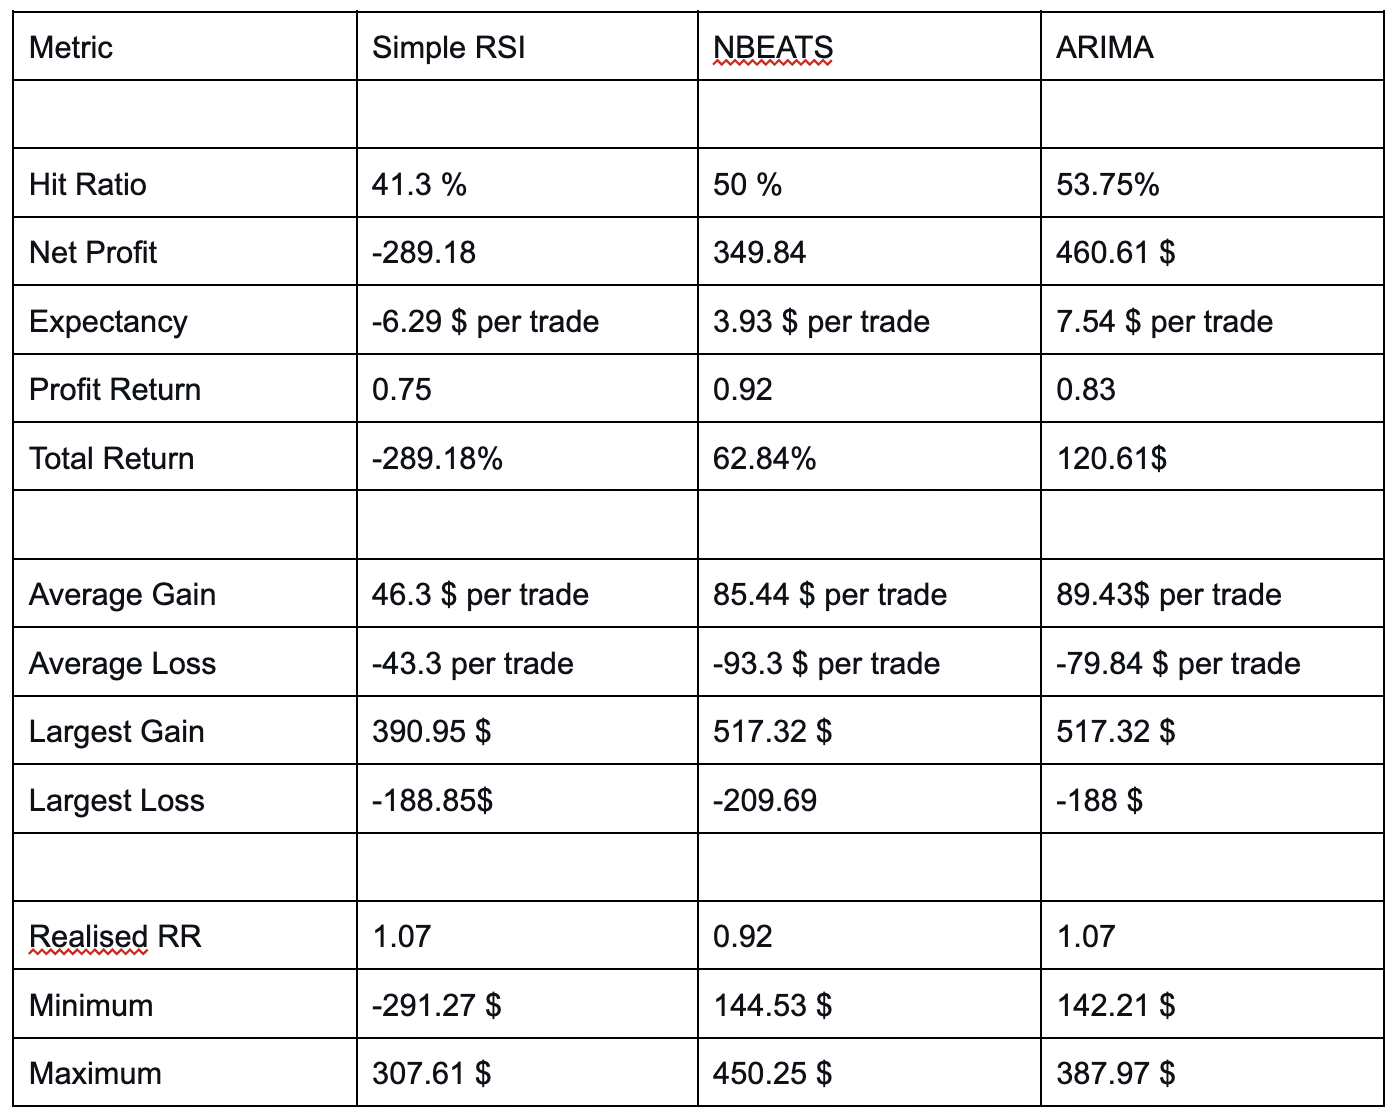 Metric Simple RSI NBEATS ARIMA
Hit Ratio 41.3 % 50 % 53.75%
Net Profit -289.18 349.84 460.61 $
Expectancy -6.29 $ per trade 3.93 $ per trade 7.54 $ per trade
Profit Return 0.75 0.92 0.83
Total Return -289.18% 62.84% 120.61$
Average Gain 46.3 $ per trade 85.44 $ per trade 89.43$ per trade
Average Loss -43.3 per trade -93.3 $ per trade -79.84 $ per trade
Largest Gain 390.95 $ 517.32 $ 517.32 $
Largest Loss -188.85$ -209.69 -188 $
Realised RR 1.07 0.92 1.07
Minimum -291.27 $ 144.53 $ 142.21 $
Maximum 307.61 $ 450.25 $ 387.97 $